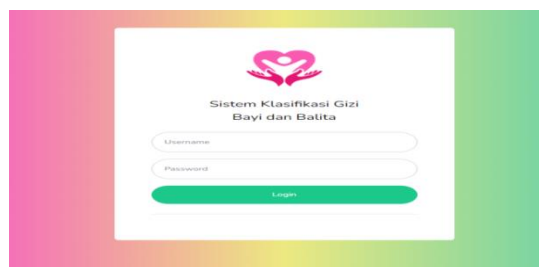 Sistem Klasifikasi Gizi
Bayi dan Balita
Username
Password
Login